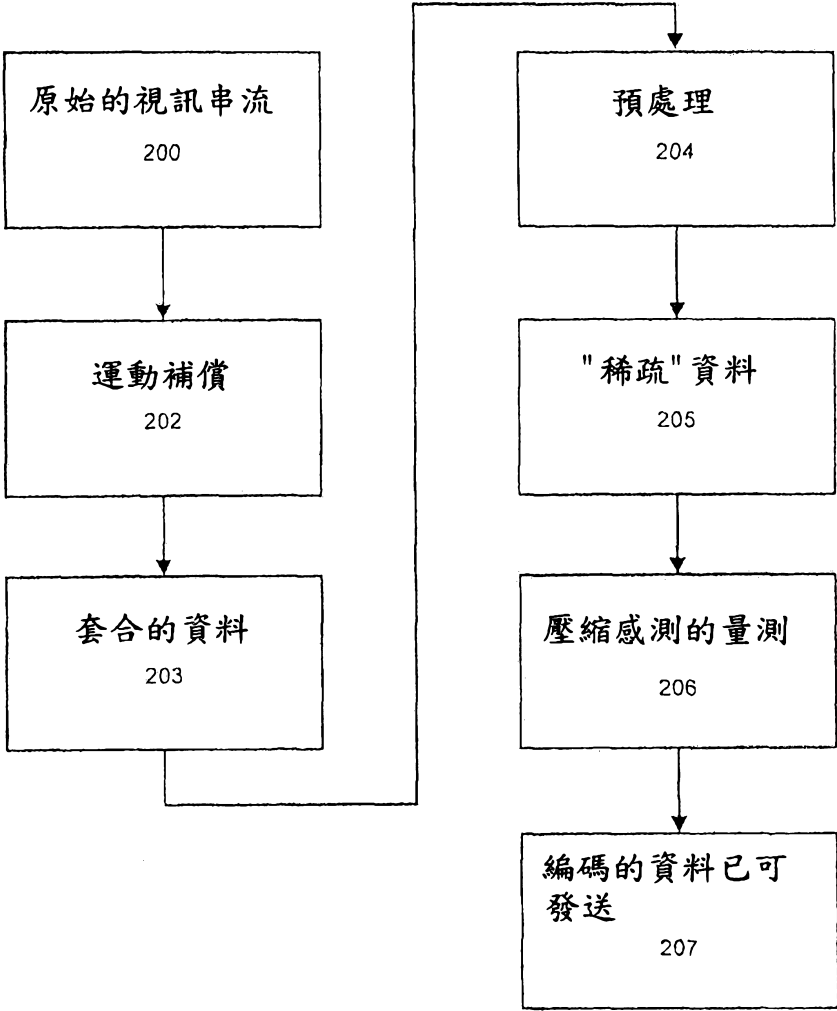 原始的視訊串流
200
運動補償
202
套合的資料
203
預處理
204
"稀疏"資料
205
壓縮感測的量測
206
編碼的資料已可
發送
207